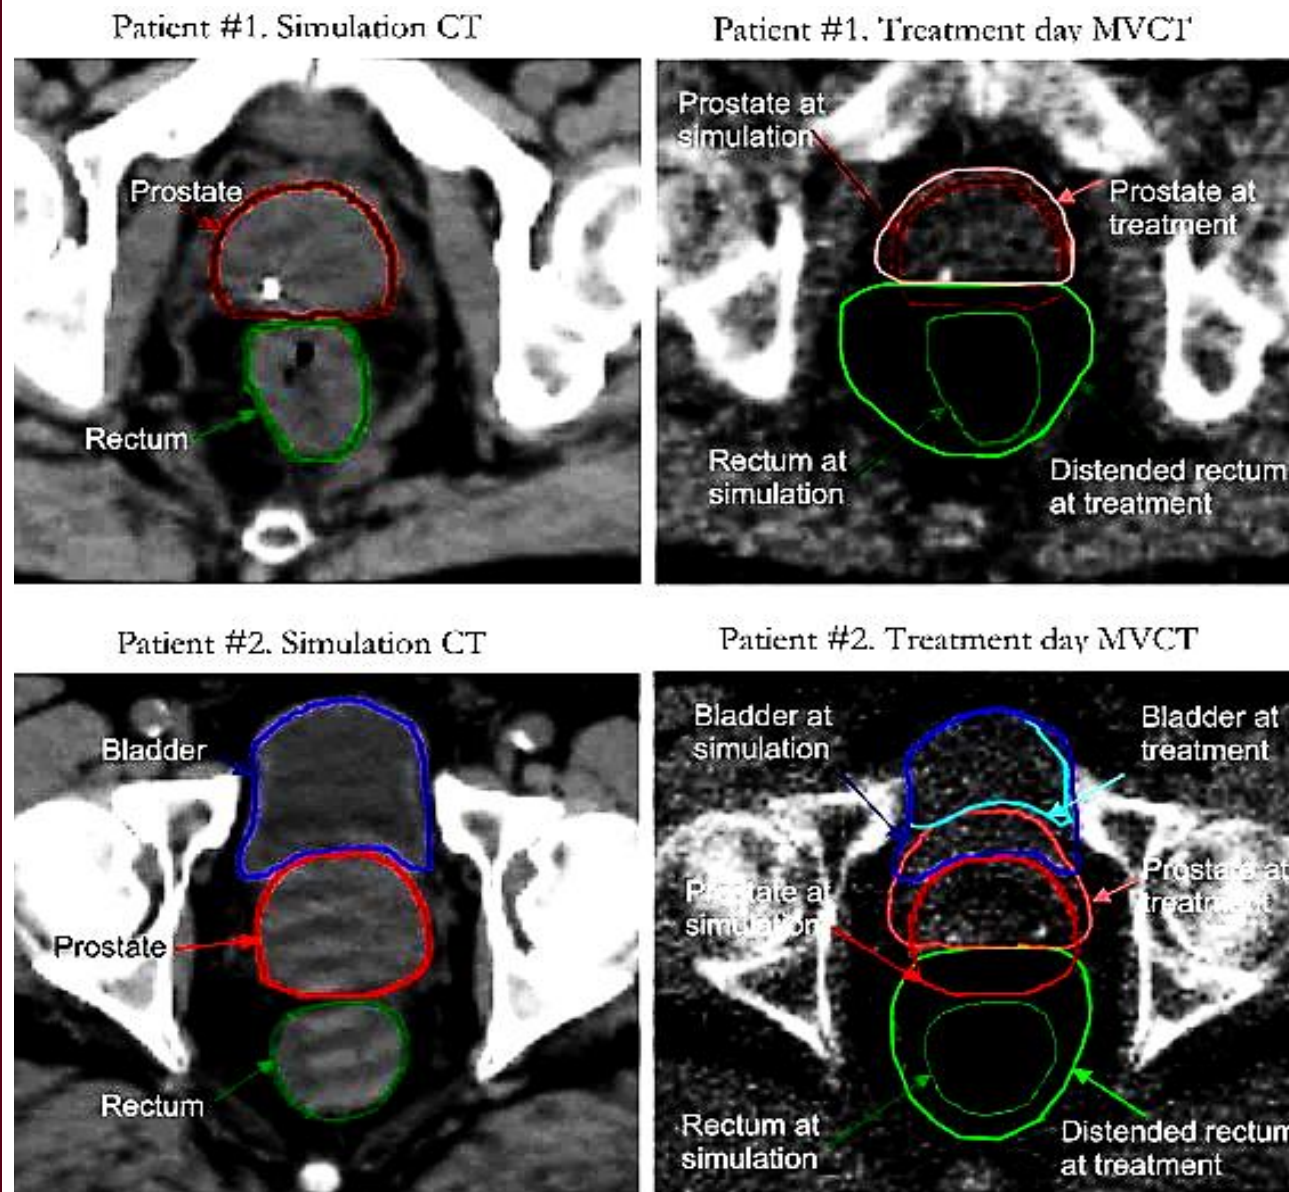 Patient #1. Simulation CT
Patient #1. Treatment day MVCT
Prostate
Rectum
Prostate at
simulation
Prostate at
treatment
Rectum at
simulation
Distended rectum
at treatment
Patient #2. Simulation CT
Patient #2. Treatment day MVCT
Bladder
Prostate
Rectum
Bladder at
simulation
Bladder at
treatment
Prostate at
simulation
Prostate at
treatment
Rectum at
simulation
Distended rectum
at treatment